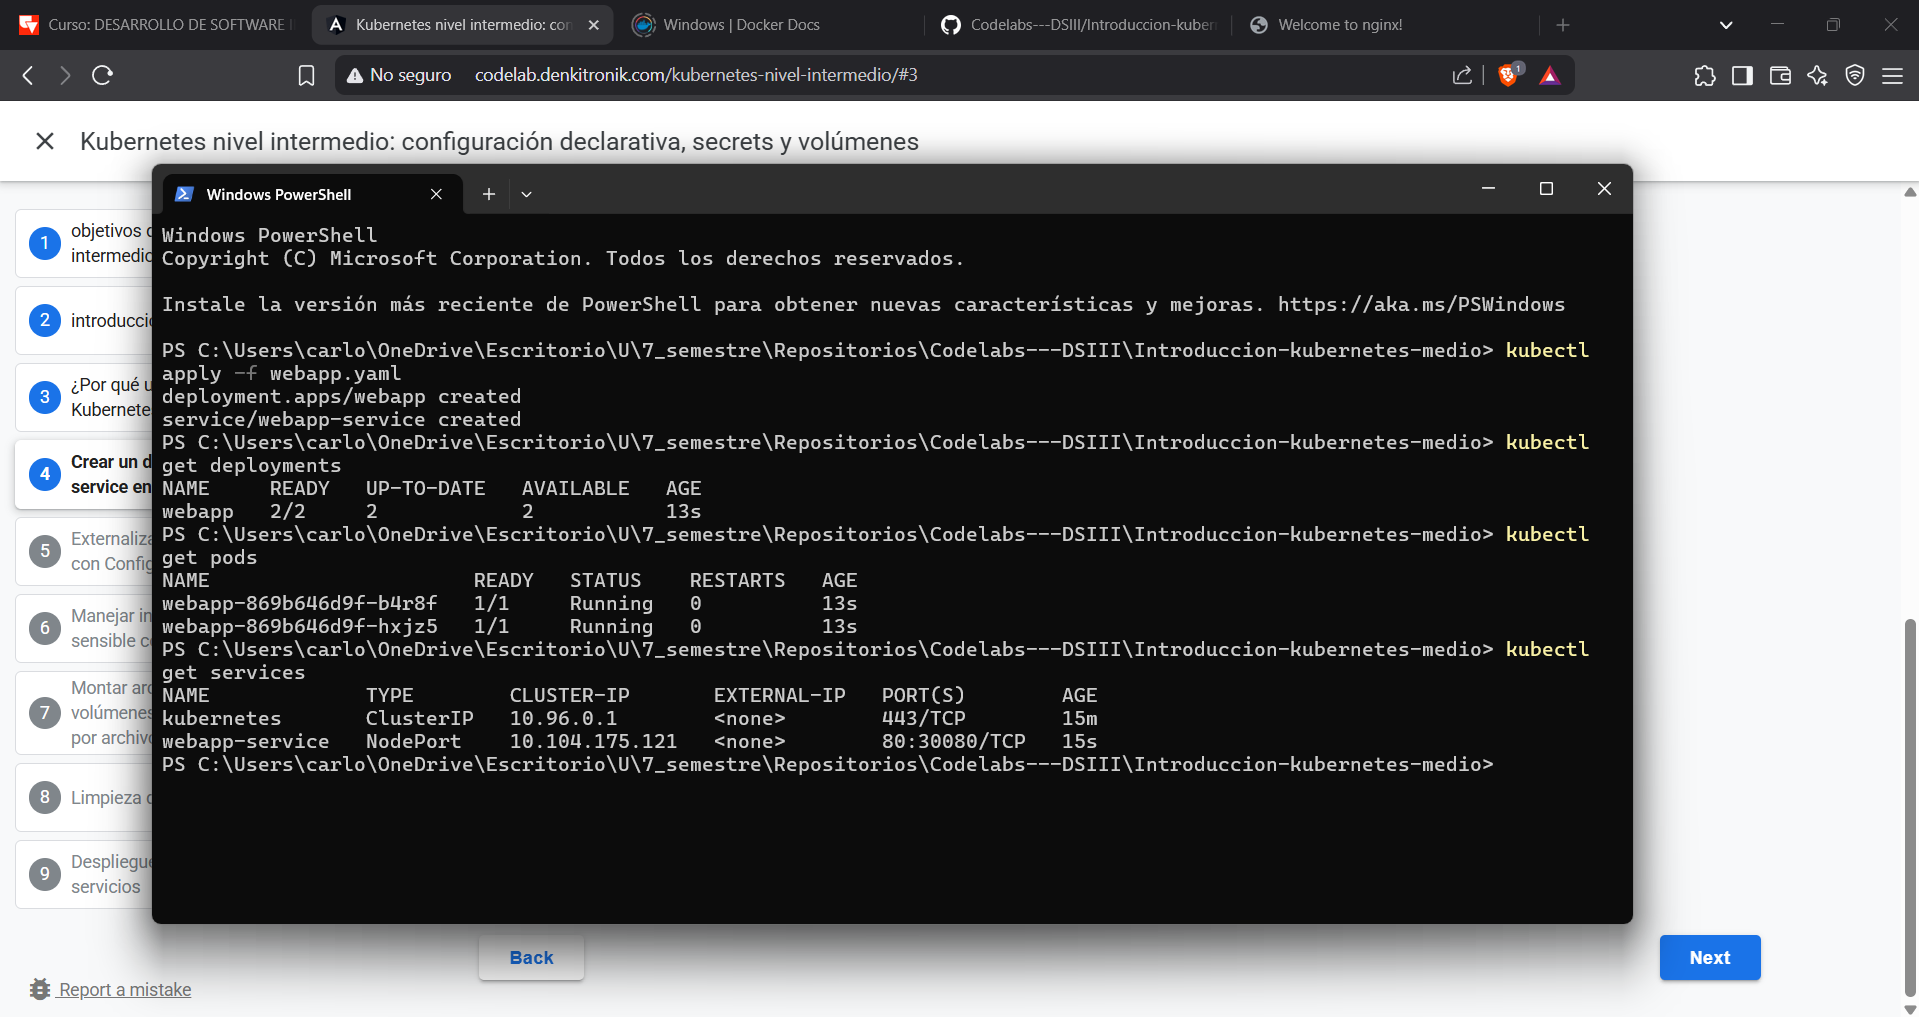 Curso: DESARROLLO DE SOFTWARE I
Kubernetes nivel intermedio: con
Windows | Docker Docs
Codelabs---DSIII/Introduccion-kuber
Welcome to nginx!
No seguro
codelab.denkitronik.com/kubernetes-nivel-intermedio/#3
1
Kubernetes nivel intermedio: configuración declarativa, secrets y volúmenes
1
objetivos
intermedio
2
introducci
3
¿Por qué u
Kubernete
4
Crear un d
service en
5
Externaliza
con Config
6
Manejar in
sensible co
7
Montar arc
volúmenes
por archivo
8
Limpieza
9
Despliegue
servicios
Windows PowerShell
Windows PowerShell
Copyright (C) Microsoft Corporation. Todos los derechos reservados.
Instale la versión más reciente de PowerShell para obtener nuevas características y mejoras. https://aka.ms/PSWindows
PS C:\Users\carlo\OneDrive\Escritorio\U\7_semestre\Repositorios\Codelabs---DSIII\Introduccion-kubernetes-medio> kubectl
apply -f webapp.yaml
deployment.apps/webapp created
service/webapp-service created
PS C:\Users\carlo\OneDrive\Escritorio\U\7_semestre\Repositorios\Codelabs---DSIII\Introduccion-kubernetes-medio> kubectl
get deployments
NAME     READY   UP-TO-DATE   AVAILABLE   AGE
webapp   2/2     2            2           13s
PS C:\Users\carlo\OneDrive\Escritorio\U\7_semestre\Repositorios\Codelabs---DSIII\Introduccion-kubernetes-medio> kubectl
get pods
NAME                      READY   STATUS    RESTARTS   AGE
webapp-869b646d9f-b4r8f   1/1     Running   0          13s
webapp-869b646d9f-hxjz5   1/1     Running   0          13s
PS C:\Users\carlo\OneDrive\Escritorio\U\7_semestre\Repositorios\Codelabs---DSIII\Introduccion-kubernetes-medio> kubectl
get services
NAME             TYPE        CLUSTER-IP       EXTERNAL-IP   PORT(S)        AGE
kubernetes       ClusterIP   10.96.0.1        <none>        443/TCP        15m
webapp-service   NodePort    10.104.175.121   <none>        80:30080/TCP   15s
PS C:\Users\carlo\OneDrive\Escritorio\U\7_semestre\Repositorios\Codelabs---DSIII\Introduccion-kubernetes-medio>
Back
Next
Report a mistake